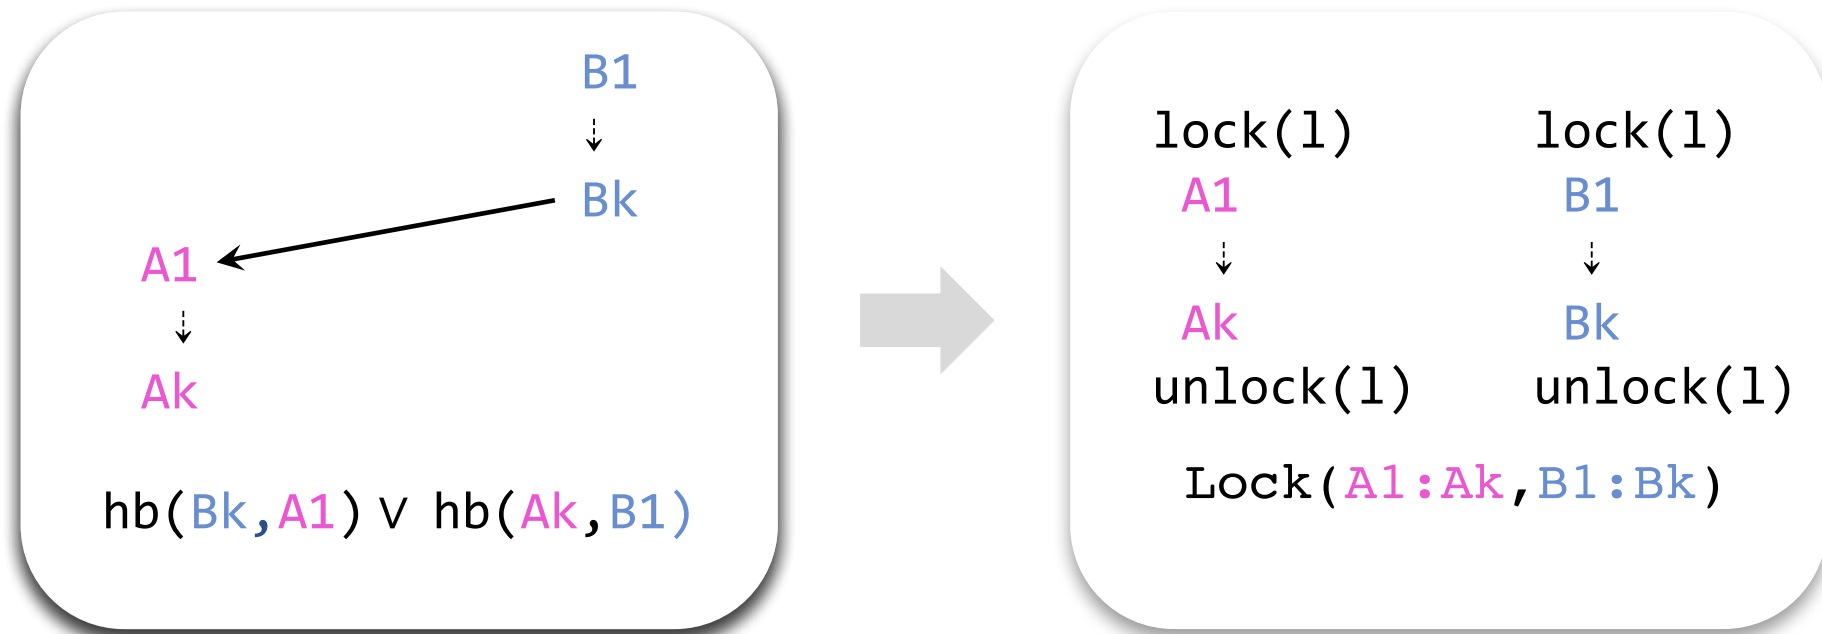 B1
Bk
A1
Ak
hb(Bk,A1) ∨ hb(Ak,B1)
lock(l) lock(l)
A1 B1
Ak Bk
unlock(l) unlock(l)
Lock(A1:Ak,B1:Bk)